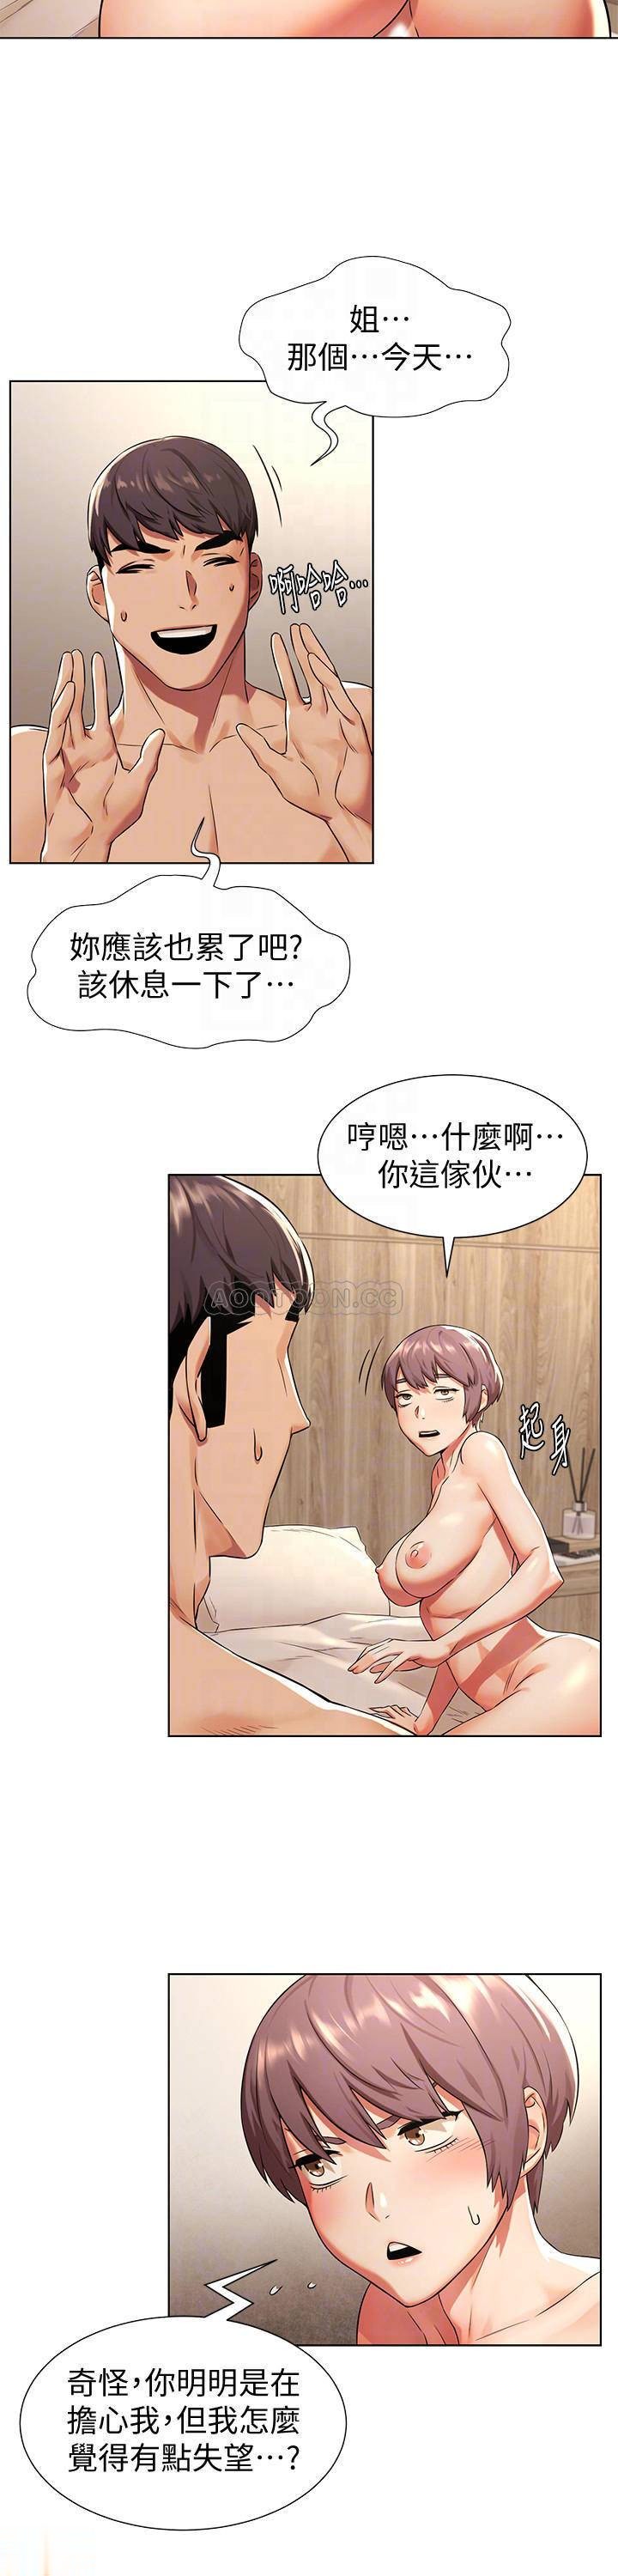 姐…
那個…今天…
啊哈哈…
妳應該也累了吧?
該休息一下了…
哼嗯…什麼啊…
你這傢伙…
AOOTOON.CC
起身
奇怪,你明明是在
擔心我,但我怎麼
覺得有點失望…?